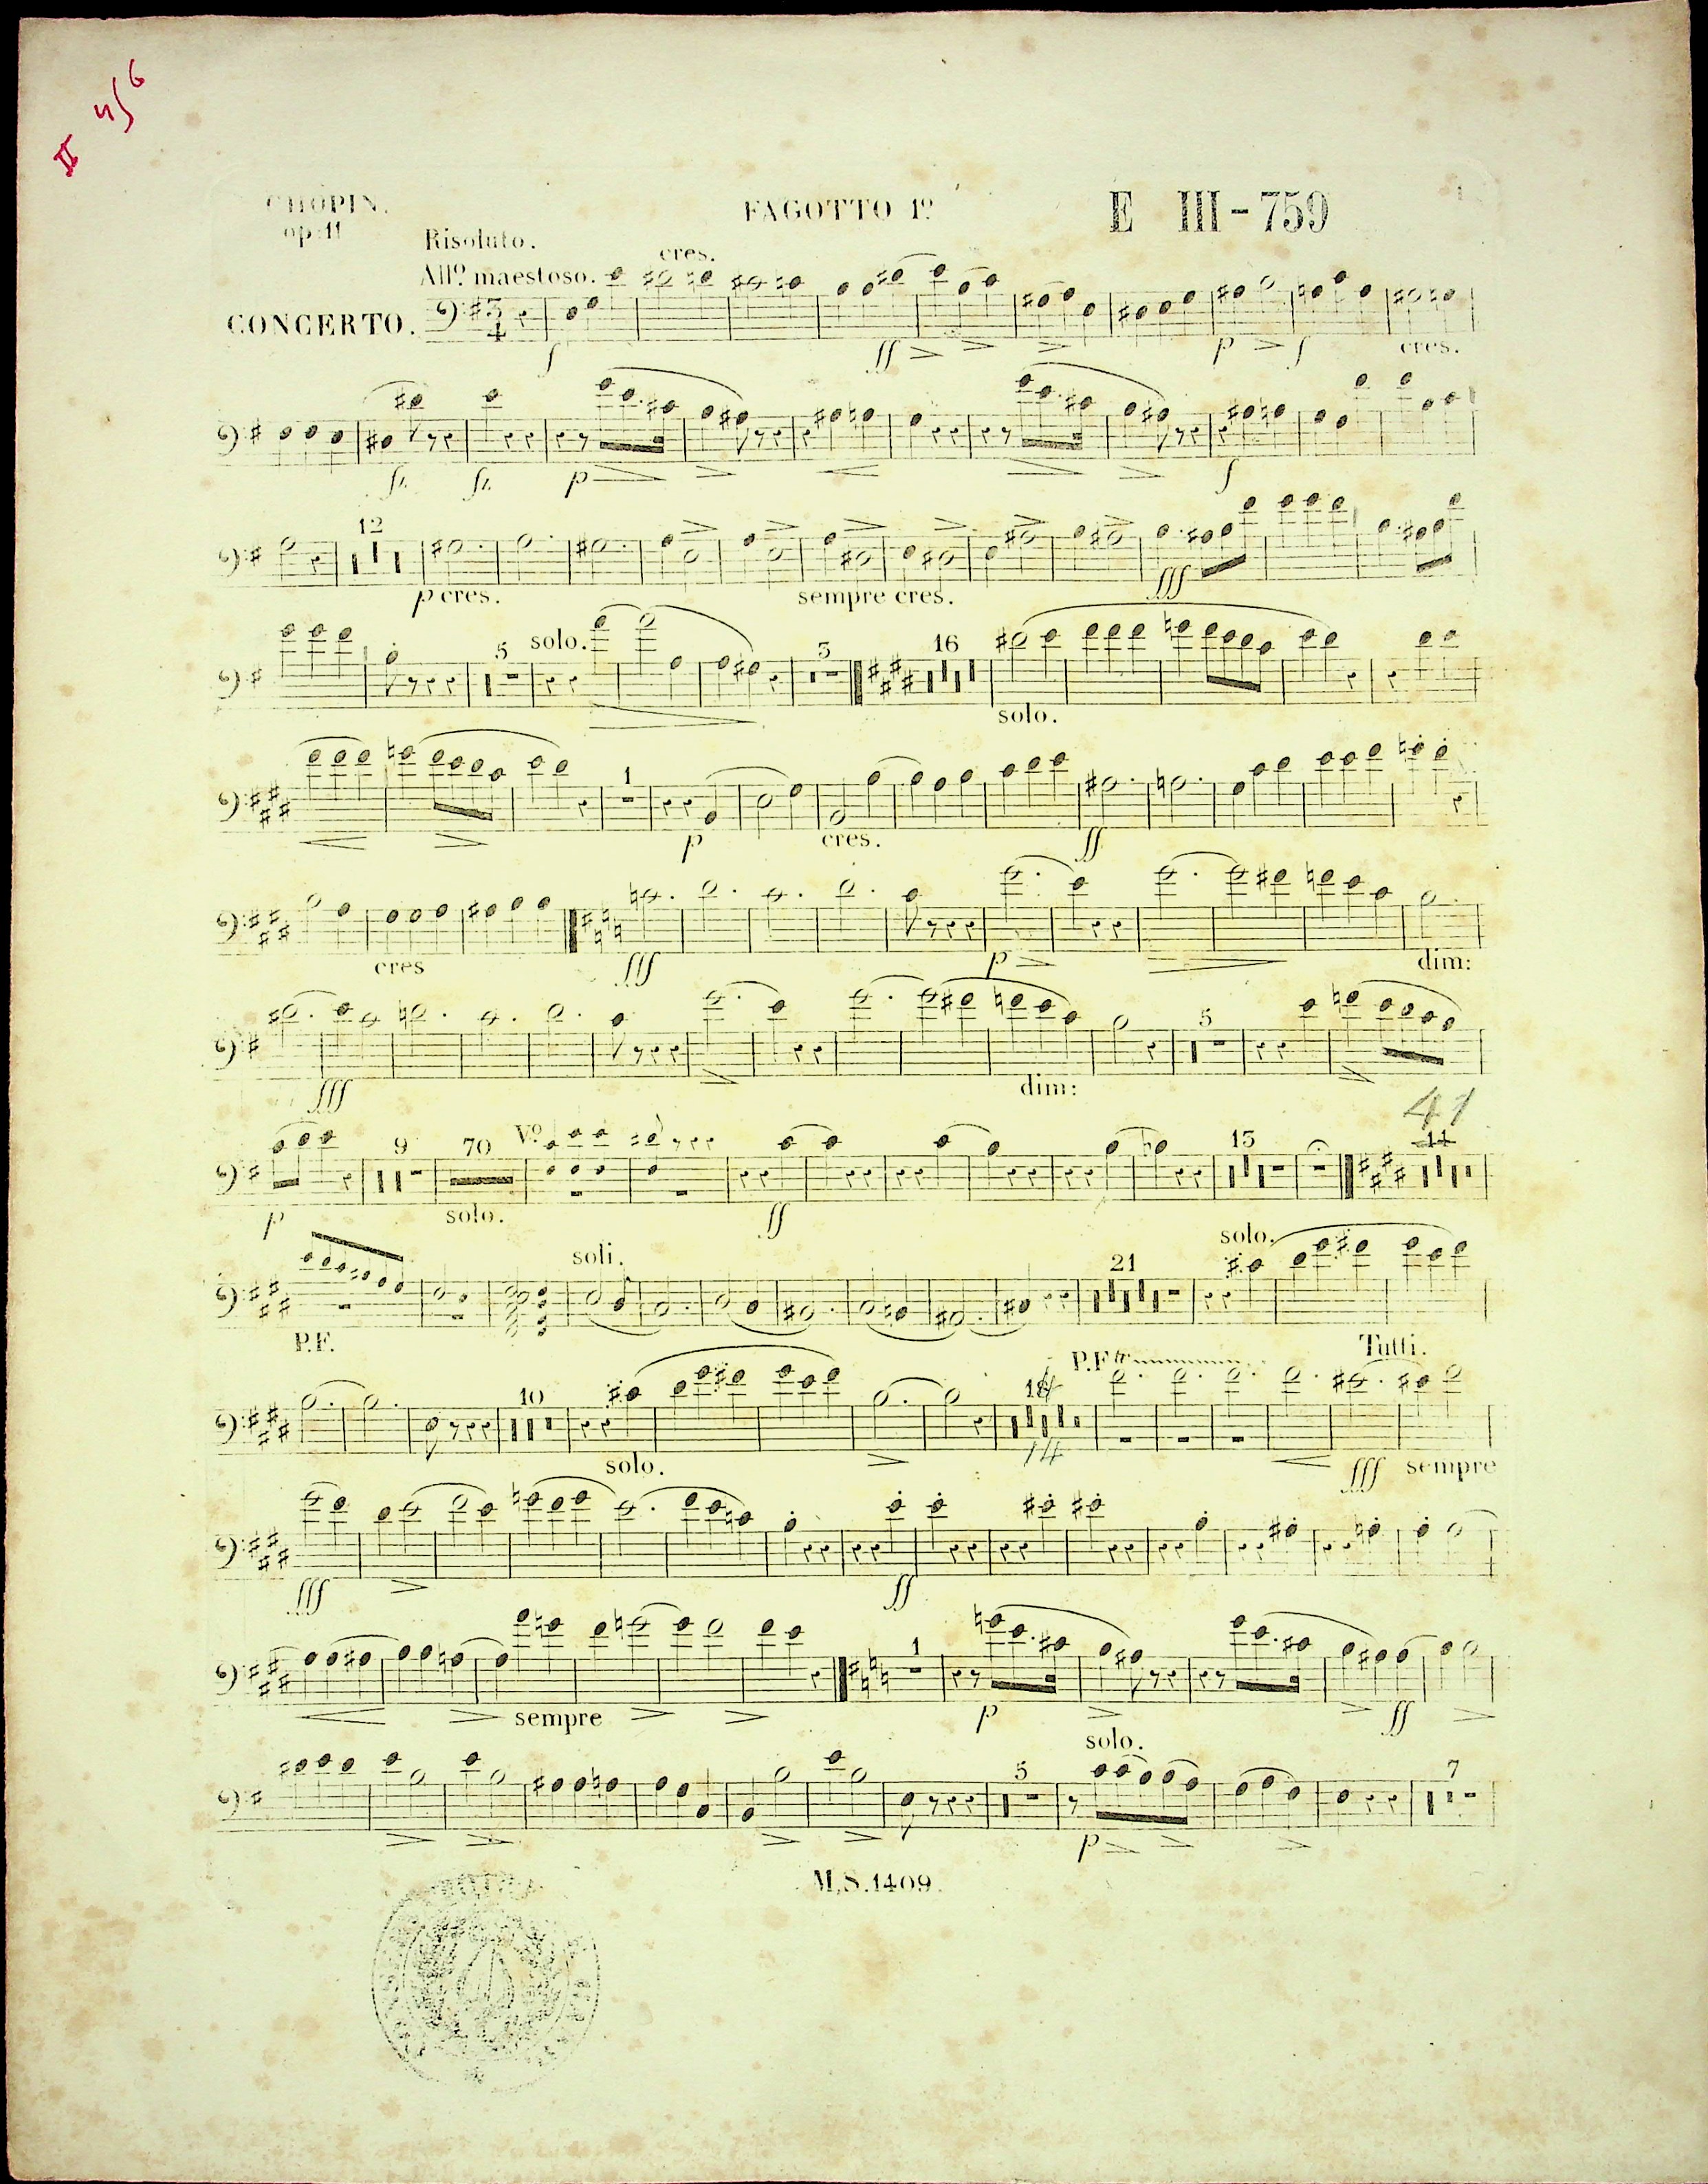 II 456
CHOPIN. FAGOTTO 1º E III-759 1
op:11
Risoluto.
Allº. maestoso. cres.
CONCERTO.
f ff p f cres.
fz fz p f
12
p cres. sempre cres. fff
5 solo. 3 16
solo.
1
p cres. ff
cres fff p dim:
5
fff dim:
41
9 70 Vº. 15 14
p solo. ff
soli. 21 solo.
P.F.
10 P.F tr Tutti.
solo. 14 fff sempre
fff ff
1
sempre p ff
solo.
5 7
p
M.S.1409.